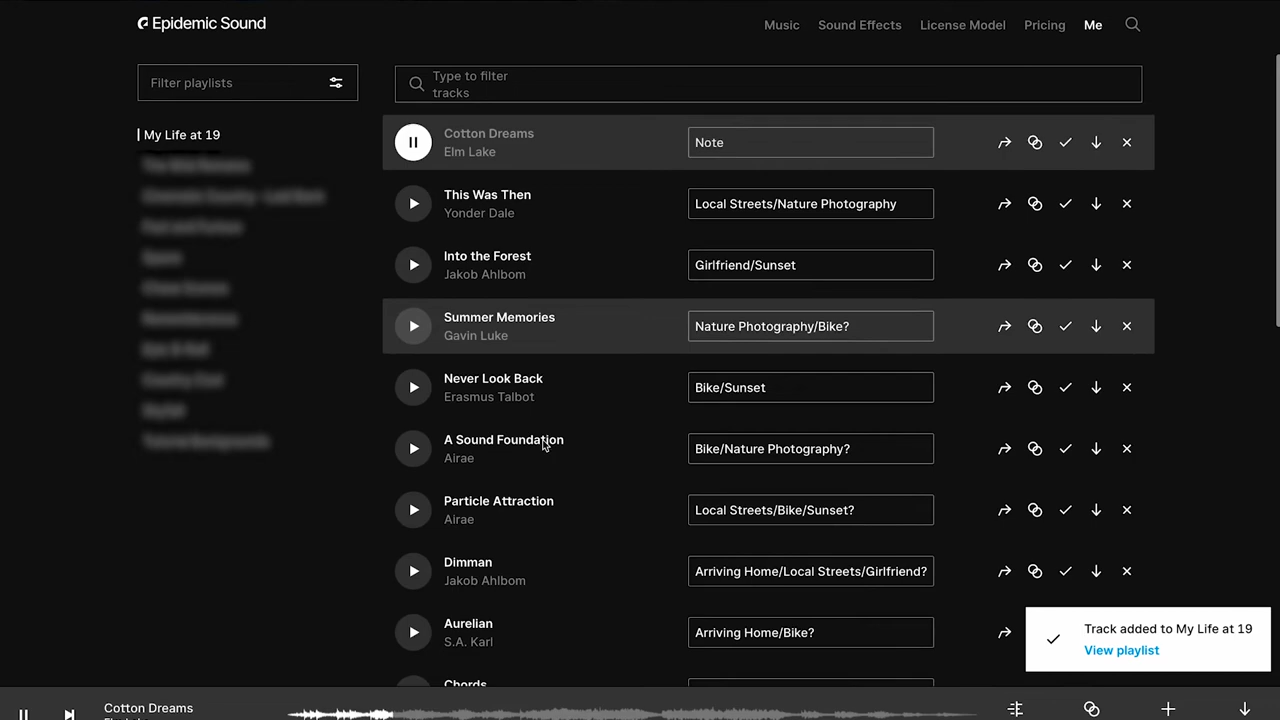 Epidemic Sound
Music Sound Effects License Model Pricing Me
Filter playlists
Type to filter
tracks
My Life at 19
Cotton Dreams
Elm Lake
Note
This Was Then
Yonder Dale
Local Streets/Nature Photography
Into the Forest
Jakob Ahlbom
Girlfriend/Sunset
Summer Memories
Gavin Luke
Nature Photography/Bike?
Never Look Back
Erasmus Talbot
Bike/Sunset
A Sound Foundation
Airae
Bike/Nature Photography?
Particle Attraction
Airae
Local Streets/Bike/Sunset?
Dimman
Jakob Ahlbom
Arriving Home/Local Streets/Girlfriend?
Aurelian
S.A. Karl
Arriving Home/Bike?
Chords
Track added to My Life at 19
View playlist
Cotton Dreams